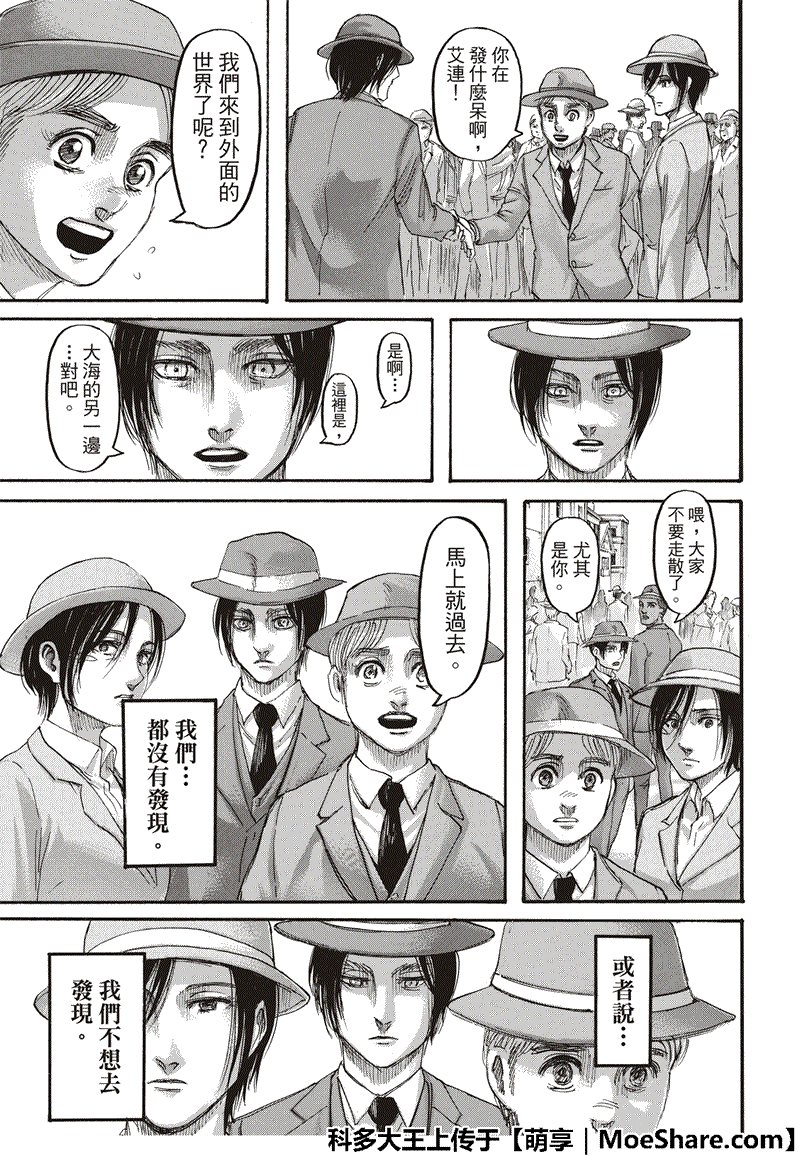 你在
發什麼呆啊，
艾連！
我們來到外面的
世界了呢？
是啊…
這裡是，
大海的另一邊
…對吧。
喂，大家
不要走散了。
尤其
是你。
馬上就過去。
我們…
都沒有發現。
或者說…
我們不想去
發現。
科多大王上传于【萌享 | MoeShare.com】